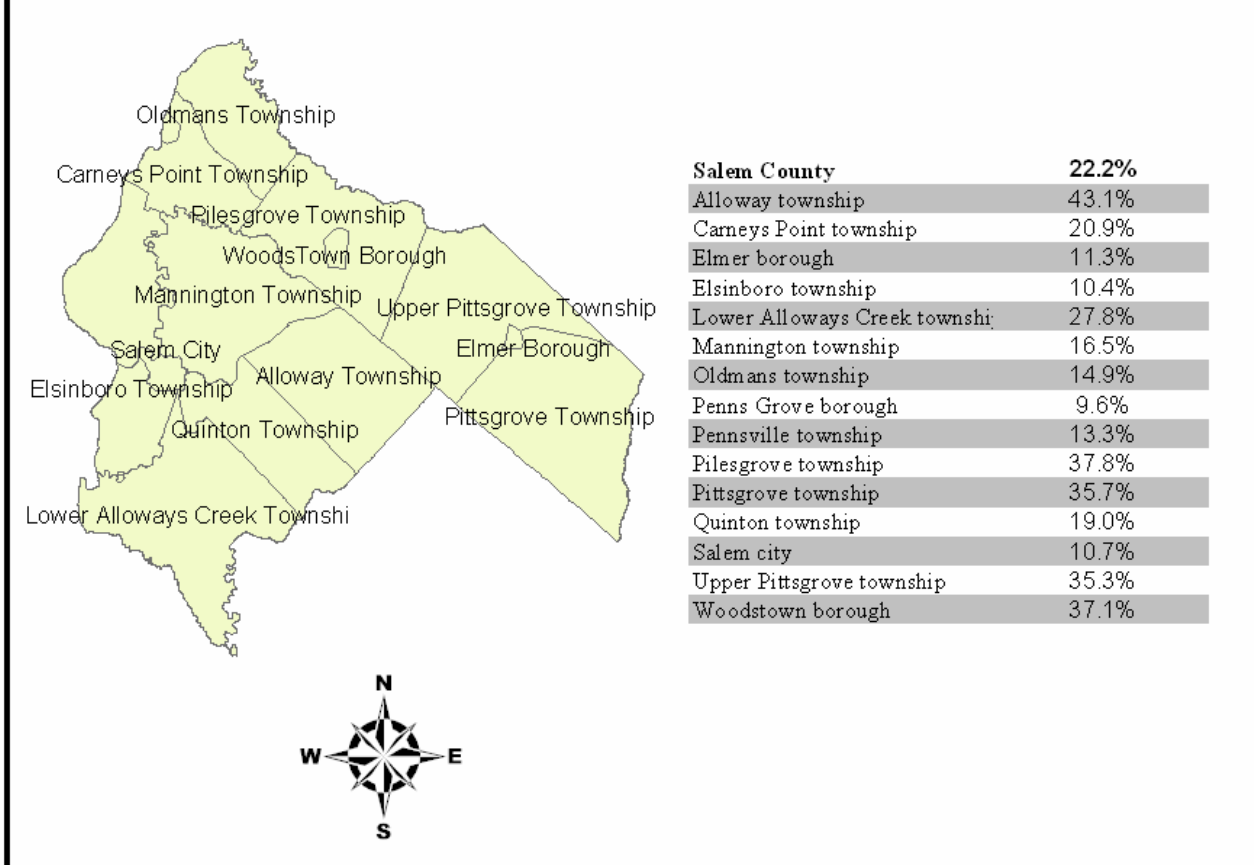 Oldmans Township
Carneys Point Township
Pilesgrove Township
WoodsTown Borough
Mannington Township
Upper Pittsgrove Township
Salem City
Elmer Borough
Elsinboro Township
Alloway Township
Pittsgrove Township
Quinton Township
Lower Alloways Creek Townshi
N
W
E
S
Salem County 22.2%
Alloway township 43.1%
Carneys Point township 20.9%
Elmer borough 11.3%
Elsinboro township 10.4%
Lower Alloways Creek townshi 27.8%
Mannington township 16.5%
Oldmans township 14.9%
Penns Grove borough 9.6%
Pennsville township 13.3%
Pilesgrove township 37.8%
Pittsgrove township 35.7%
Quinton township 19.0%
Salem city 10.7%
Upper Pittsgrove township 35.3%
Woodstown borough 37.1%